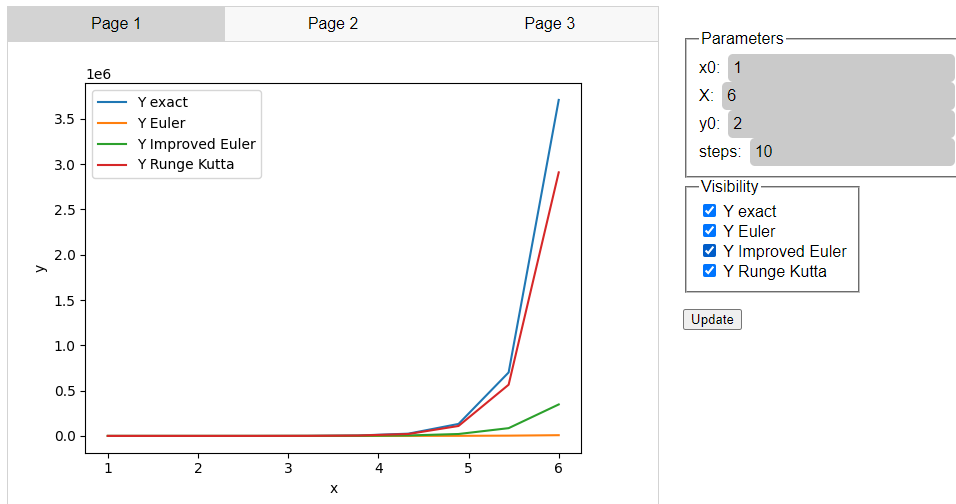 Page 1 Page 2 Page 3
1e6
Y exact
Y Euler
Y Improved Euler
Y Runge Kutta
3.5
3.0
2.5
2.0
1.5
1.0
0.5
0.0
y
1 2 3 4 5 6
x
Parameters
x0: 1
X: 6
y0: 2
steps: 10
Visibility
Y exact
Y Euler
Y Improved Euler
Y Runge Kutta
Update